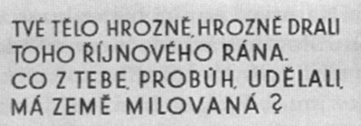 TVÉ TĚLO HROZNĚ, HROZNĚ DRALI
TOHO ŘÍJNOVÉHO RÁNA.
CO Z TEBE, PROBŮH, UDĚLALI,
MÁ ZEMĚ MILOVANÁ ?